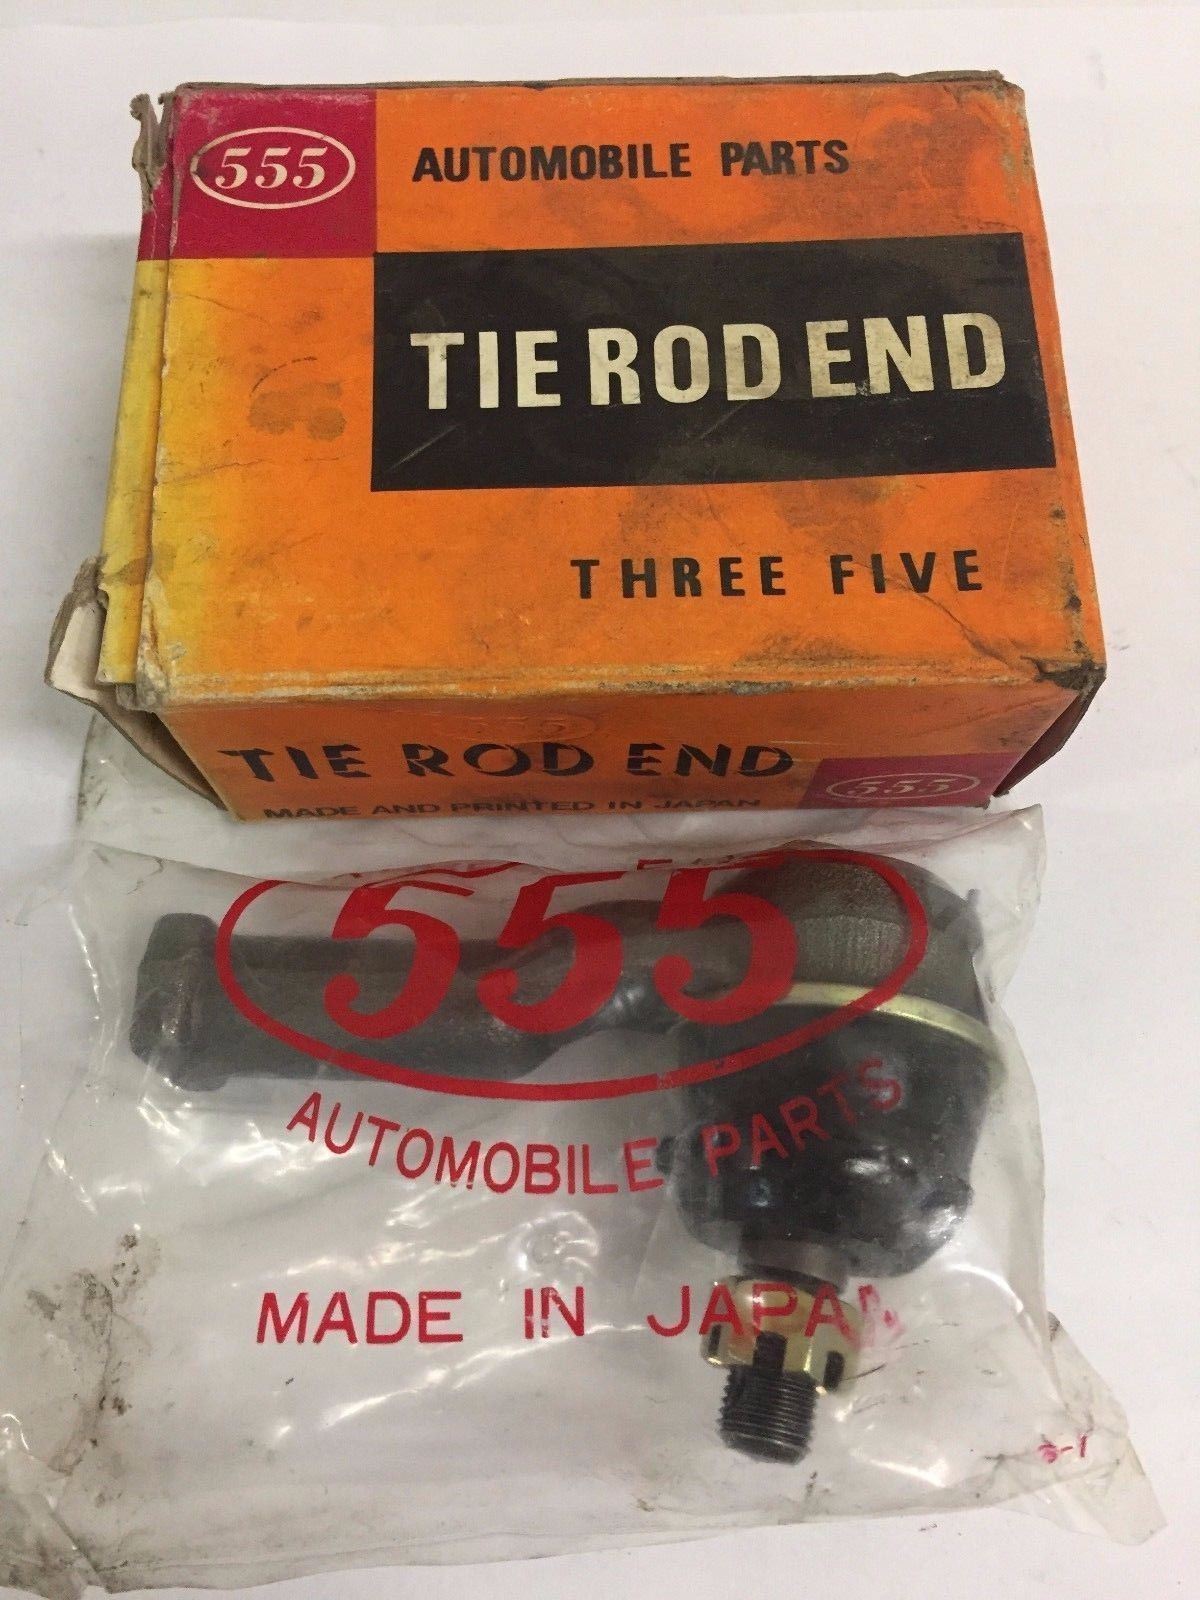 555
AUTOMOBILE PARTS
TIE ROD END
THREE FIVE
555
TIE ROD END
555
MADE AND PRINTED IN JAPAN
555
AUTOMOBILE PARTS
MADE IN JAPAN